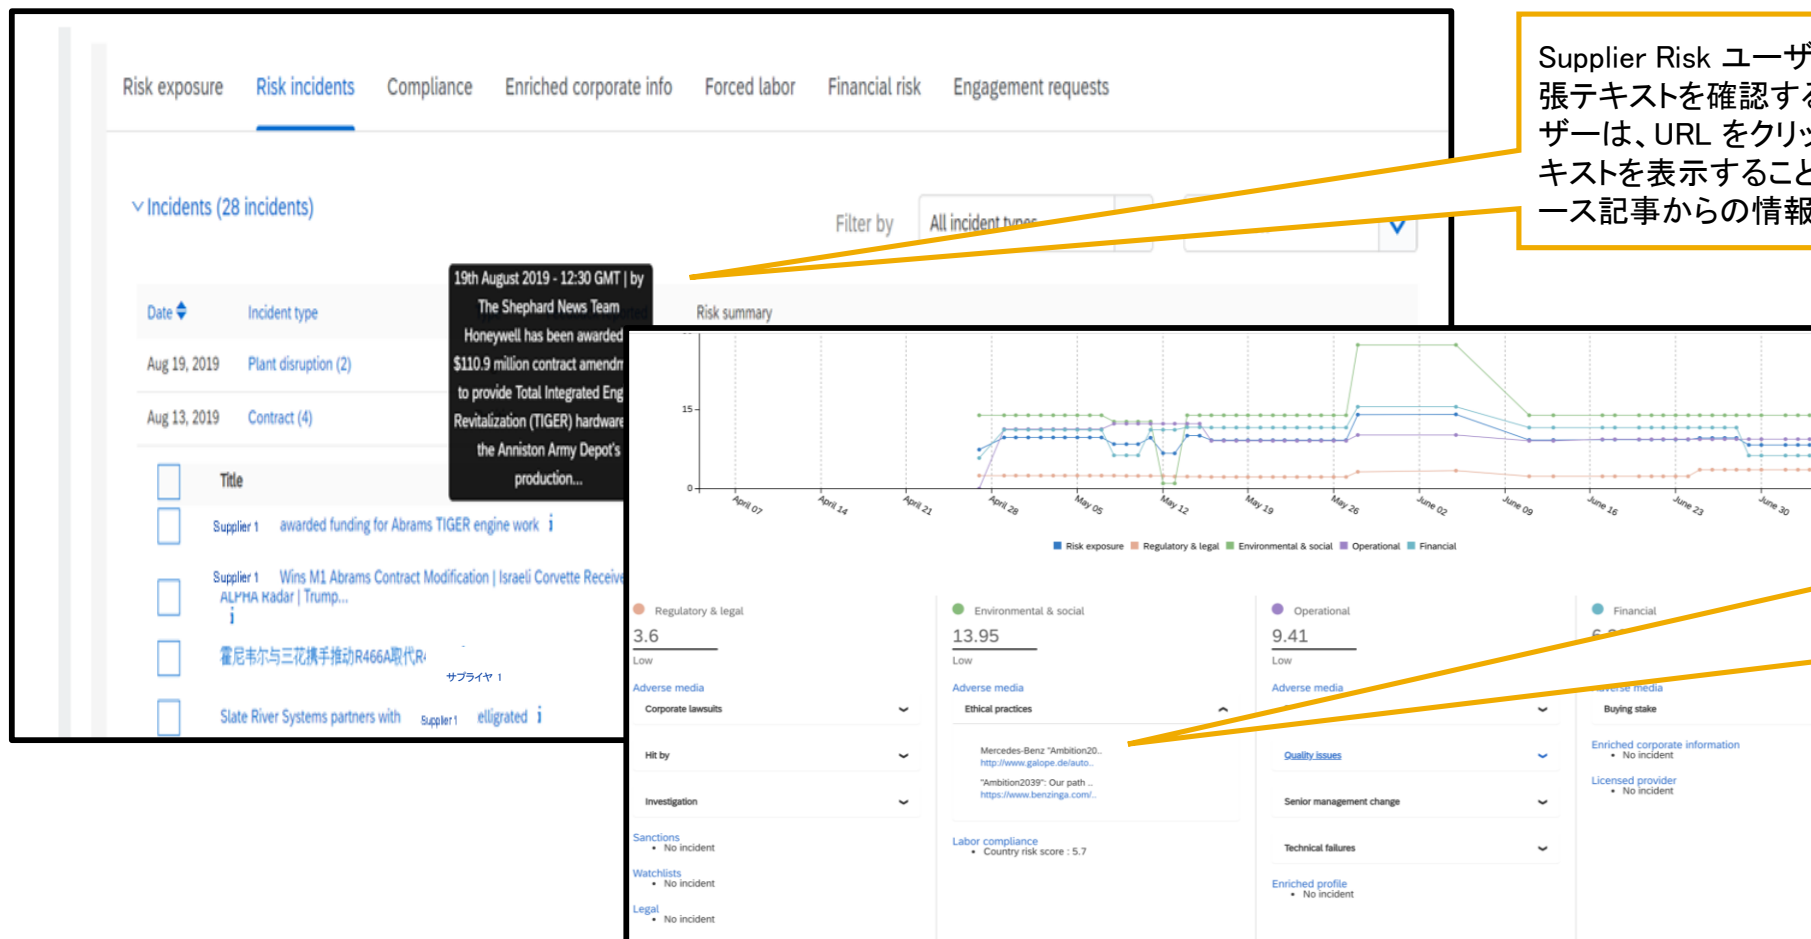 Risk exposure Risk incidents Compliance Enriched corporate info Forced labor Financial risk Engagement requests
Supplier Risk ユーザ
張テキストを確認する
ザーは、URL をクリッ
キストを表示すること
ース記事からの情報
Incidents (28 incidents)
Filter by All incident types
19th August 2019 - 12:30 GMT | by
The Shephard News Team
Honeywell has been awarded
$110.9 million contract amendm
to provide Total Integrated Eng
Revitalization (TIGER) hardware
the Anniston Army Depot's
production...
Date Incident type Risk summary
Aug 19, 2019 Plant disruption (2)
Aug 13, 2019 Contract (4)
Title
Supplier 1 awarded funding for Abrams TIGER engine work i
Supplier 1 Wins M1 Abrams Contract Modification | Israeli Corvette Receive
ALPHA Radar | Trump...
i
霍尼韦尔与三花携手推动R466A取代R4
サプライヤ 1
Slate River Systems partners with Supplier 1 elligrated i
15
0
April 07 April 14 April 21 April 28 May 05 May 12 May 19 May 26 June 02 June 09 June 16 June 23 June 30
Risk exposure Regulatory & legal Environmental & social Operational Financial
Regulatory & legal
3.6
Low
Adverse media
Corporate lawsuits
Hit by
Investigation
Sanctions
• No incident
Watchlists
• No incident
Legal
• No incident
Environmental & social
13.95
Low
Adverse media
Ethical practices
Mercedes-Benz "Ambition20..
http://www.galope.de/auto..
"Ambition2039": Our path ..
https://www.benzinga.com/..
Labor compliance
• Country risk score : 5.7
Operational
9.41
Low
Adverse media
Quality issues
Senior management change
Technical failures
Enriched profile
• No incident
Financial
Adverse media
Buying stake
Enriched corporate information
• No incident
Licensed provider
• No incident